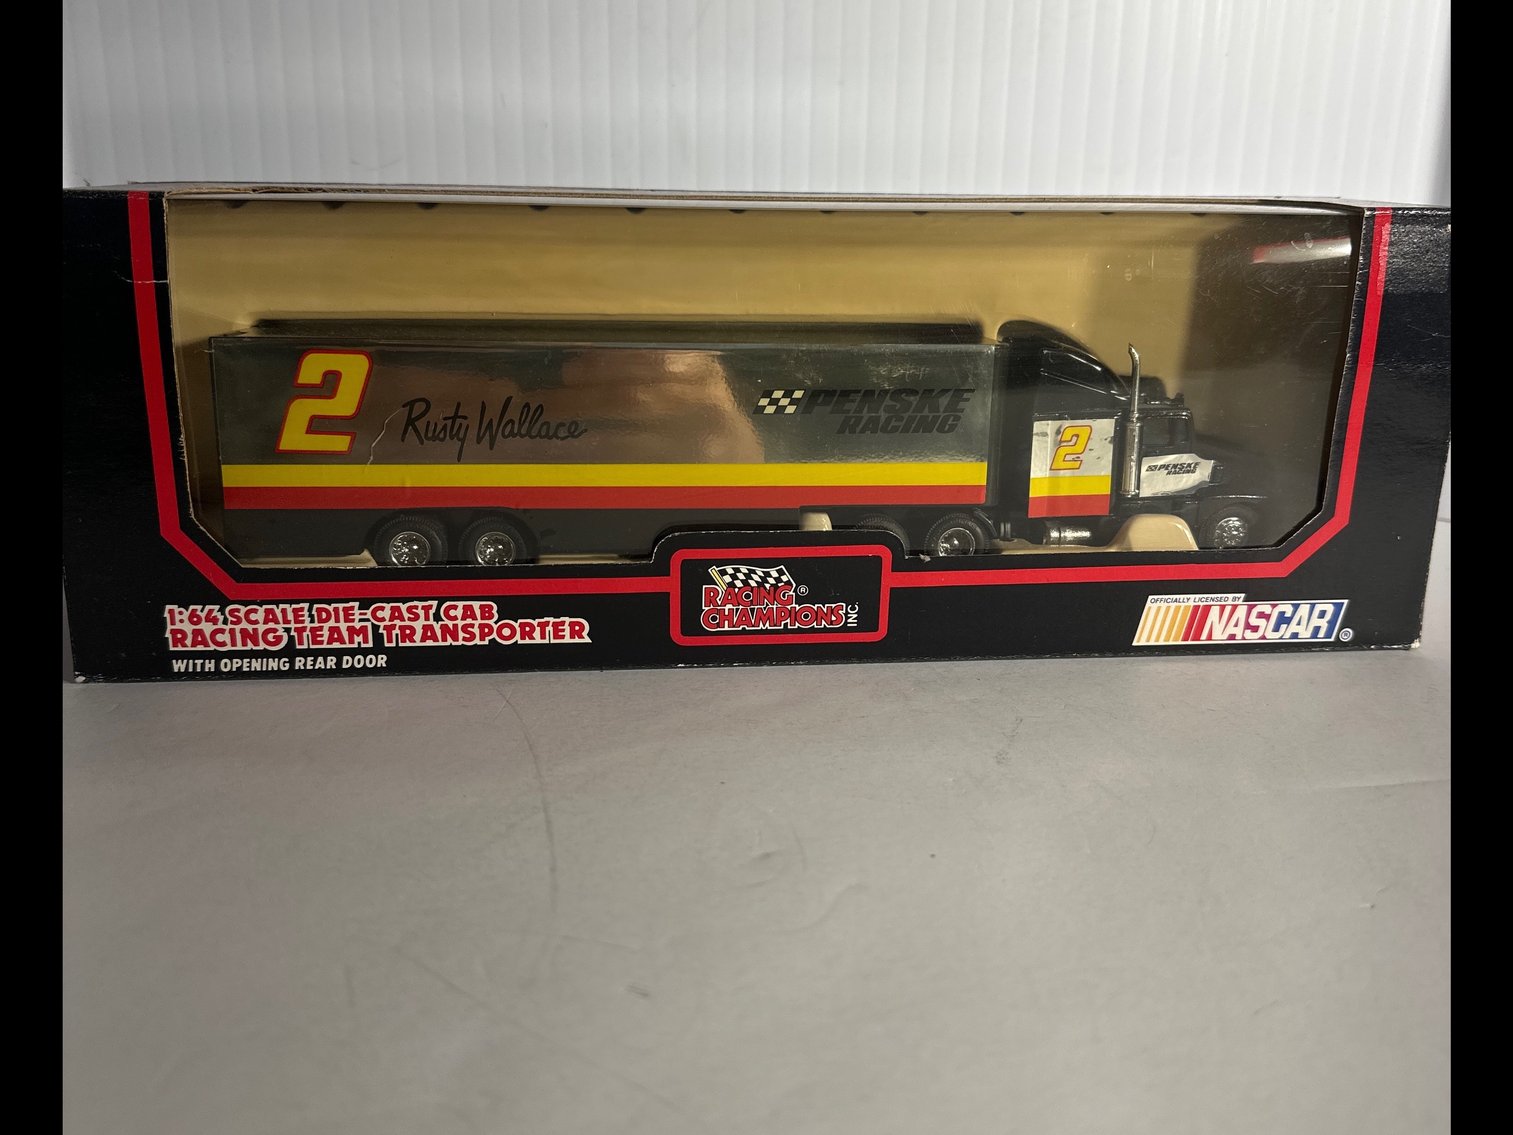 2
Rusty Wallace
PENSKE
RACING
2
PENSKE
RACING
1:64 SCALE DIE-CAST CAB
RACING TEAM TRANSPORTER
WITH OPENING REAR DOOR
RACING ®
CHAMPIONS INC.
OFFICIALLY LICENSED BY
NASCAR ®